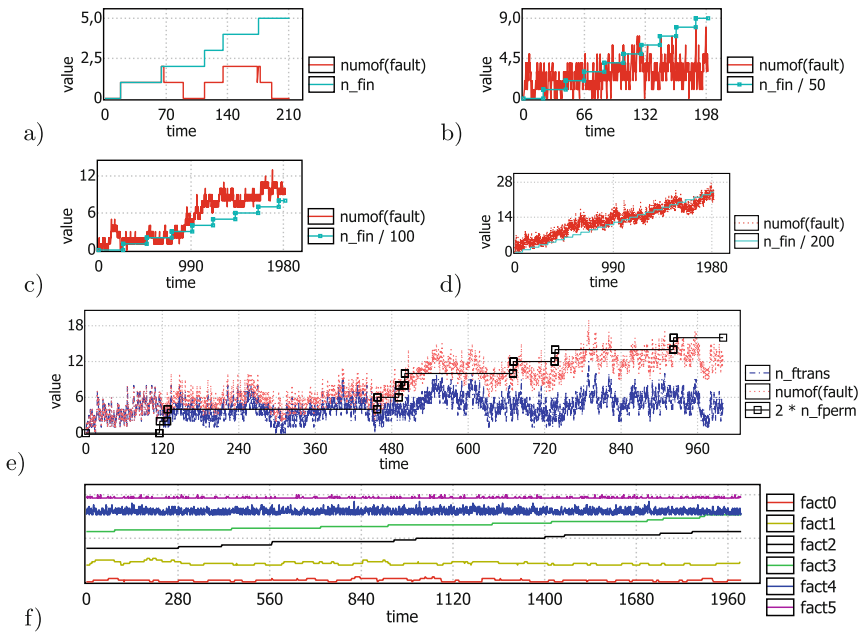 5,0
2,5
0
value
0 70 140 210
time
numof(fault)
n_fin
a)
9,0
4,5
0
value
0 66 132 198
time
numof(fault)
n_fin / 50
b)
12
6
0
value
0 990 1980
time
numof(fault)
n_fin / 100
c)
28
14
0
value
0 990 1980
time
numof(fault)
n_fin / 200
d)
18
12
6
0
value
0 120 240 360 480 600 720 840 960
time
n_ftrans
numof(fault)
2 * n_fperm
e)
0 280 560 840 1120 1400 1680 1960
time
fact0
fact1
fact2
fact3
fact4
fact5
f)